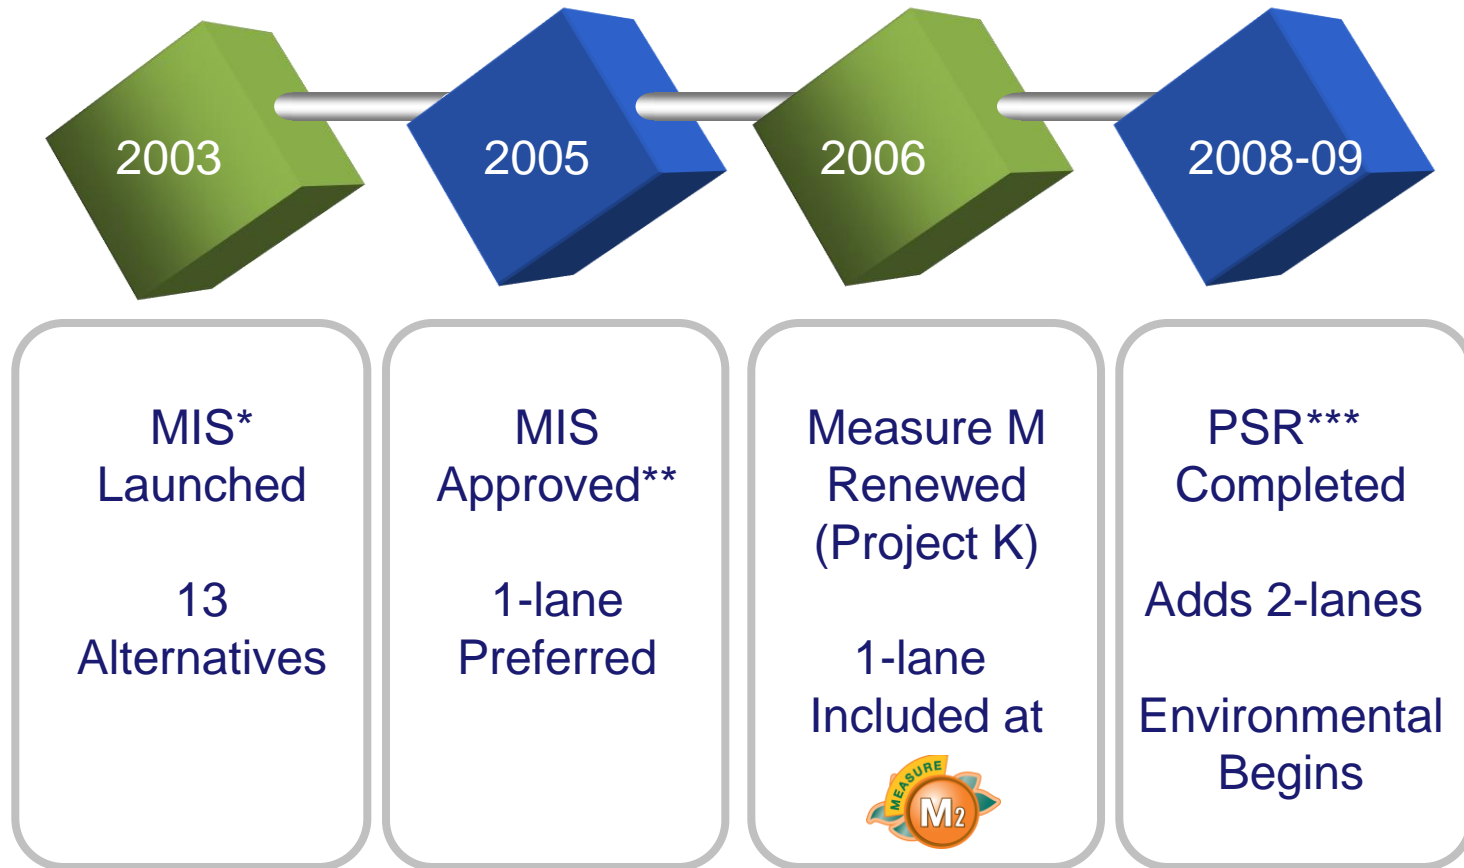 2003
2005
2006
2008-09
MIS*
Launched
13
Alternatives
MIS
Approved**
1-lane
Preferred
Measure M
Renewed
(Project K)
1-lane
Included at
MEASURE
M2
PSR***
Completed
Adds 2-lanes
Environmental
Begins